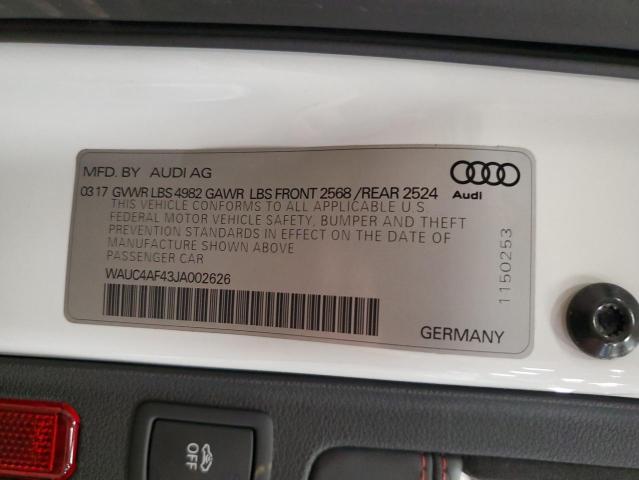 MFD. BY AUDI AG
03 17 GVWR LBS 4982 GAWR LBS FRONT 2568 /REAR 2524
THIS VEHICLE CONFORMS TO ALL APPLICABLE U.S
FEDERAL MOTOR VEHICLE SAFETY, BUMPER AND THEFT
PREVENTION STANDARDS IN EFFECT ON THE DATE OF
MANUFACTURE SHOWN ABOVE
PASSENGER CAR
WAUC4AF43JA002626
Audi
1150253
GERMANY
OFF